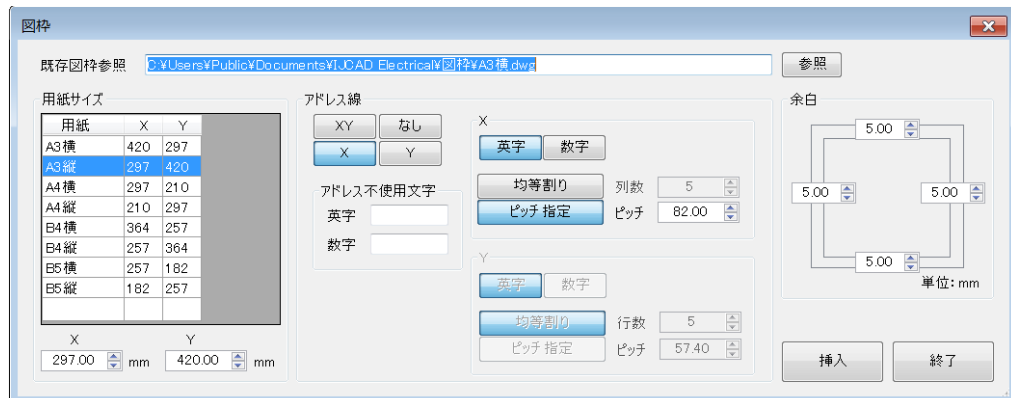 図枠
既存図枠参照 C:¥Users¥Public¥Documents¥IJCAD Electrical¥図枠¥A3横.dwg 参照
用紙サイズ
用紙 X Y
A3横 420 297
A3縦 297 420
A4横 297 210
A4縦 210 297
B4横 364 257
B4縦 257 364
B5横 257 182
B5縦 182 257
X Y
297.00 mm 420.00 mm
アドレス線
XY なし
X Y
アドレス不使用文字
英字
数字
X
英字 数字
均等割り 列数 5
ピッチ指定 ピッチ 82.00
Y
英字 数字
均等割り 行数 5
ピッチ指定 ピッチ 57.40
余白
5.00
5.00 5.00
5.00
単位:mm
挿入 終了